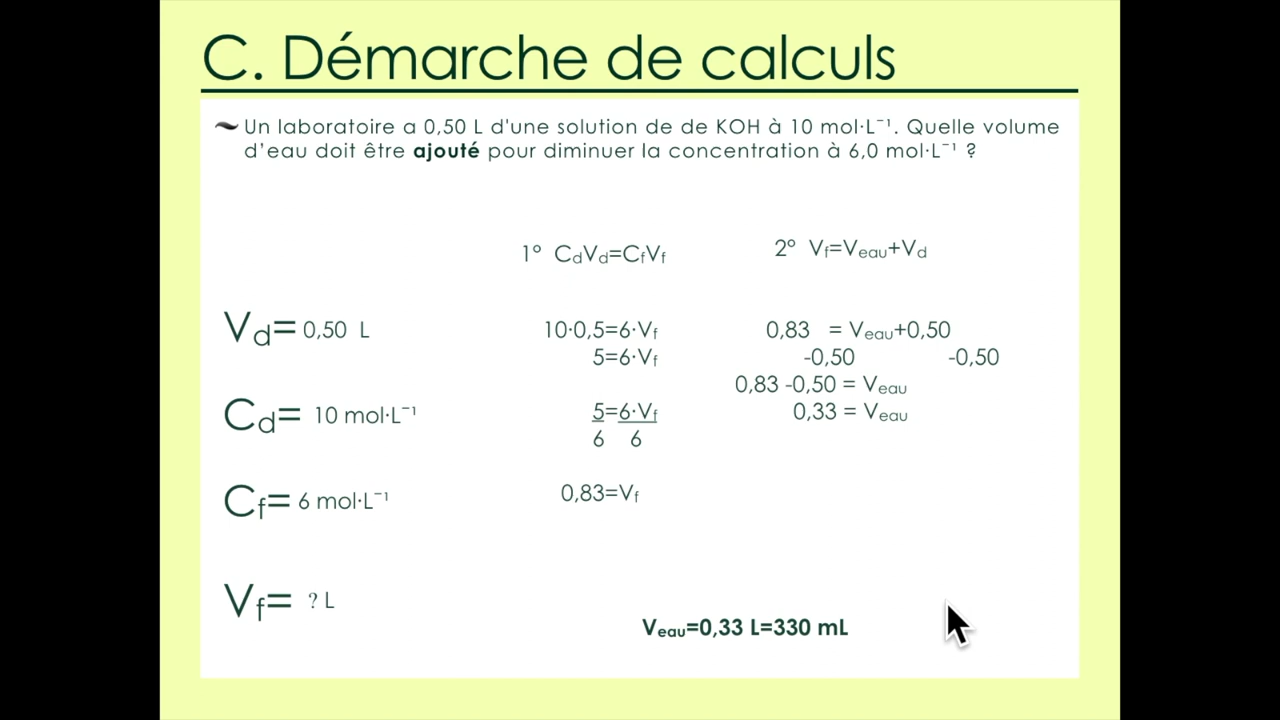 C. Démarche de calculs
Un laboratoire a 0,50 L d'une solution de de KOH à 10 mol·L⁻¹. Quelle volume
d'eau doit être ajouté pour diminuer la concentration à 6,0 mol·L⁻¹ ?
1° CdVd=CfVf
2° Vf=Veau+Vd
Vd= 0,50 L
10·0,5=6·Vf
5=6·Vf
0,83 = Veau+0,50
-0,50 -0,50
0,83 -0,50 = Veau
0,33 = Veau
Cd= 10 mol·L⁻¹
5=6·Vf
6 6
Cf= 6 mol·L⁻¹
0,83=Vf
Vf= ? L
Veau=0,33 L=330 mL